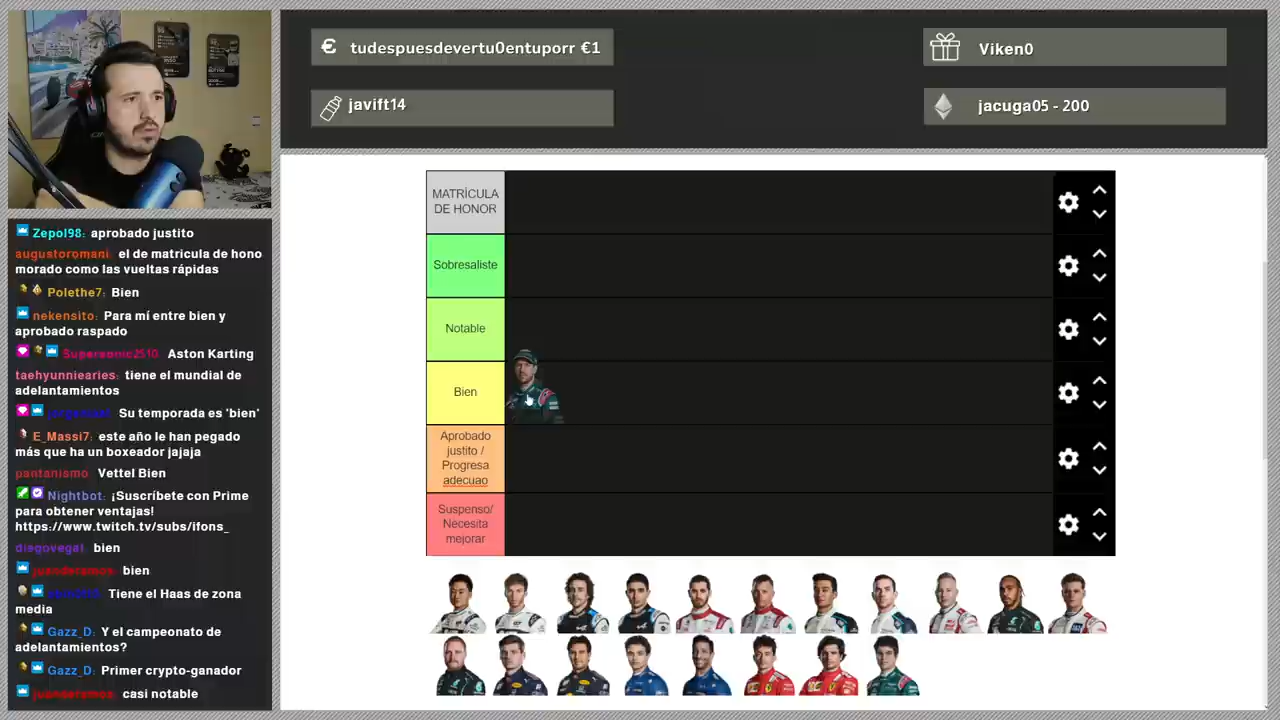 tudespuesdevertu0entuporr €1
Viken0
javift14
jacuga05 - 200
Zepol98: aprobado justito
augustoromani el de matricula de hono
morado como las vueltas rápidas
Polethe7: Bien
nekensito: Para mí entre bien y
aprobado raspado
Supersonic2510 Aston Karting
taehyunniearies: tiene el mundial de
adelantamientos
Su temporada es 'bien'
E_Massi7: este año le han pegado
más que ha un boxeador jajaja
pantanismo Vettel Bien
Nightbot: ¡Suscríbete con Prime
para obtener ventajas!
https://www.twitch.tv/subs/ifons_
diegovegal bien
juanderamos bien
Tiene el Haas de zona
media
Gazz_D: Y el campeonato de
adelantamientos?
Gazz_D: Primer crypto-ganador
juanderamos casi notable
MATRÍCULA
DE HONOR
Sobresaliste
Notable
Bien
Aprobado
justito /
Progresa
adecuao
Suspenso/
Necesita
mejorar